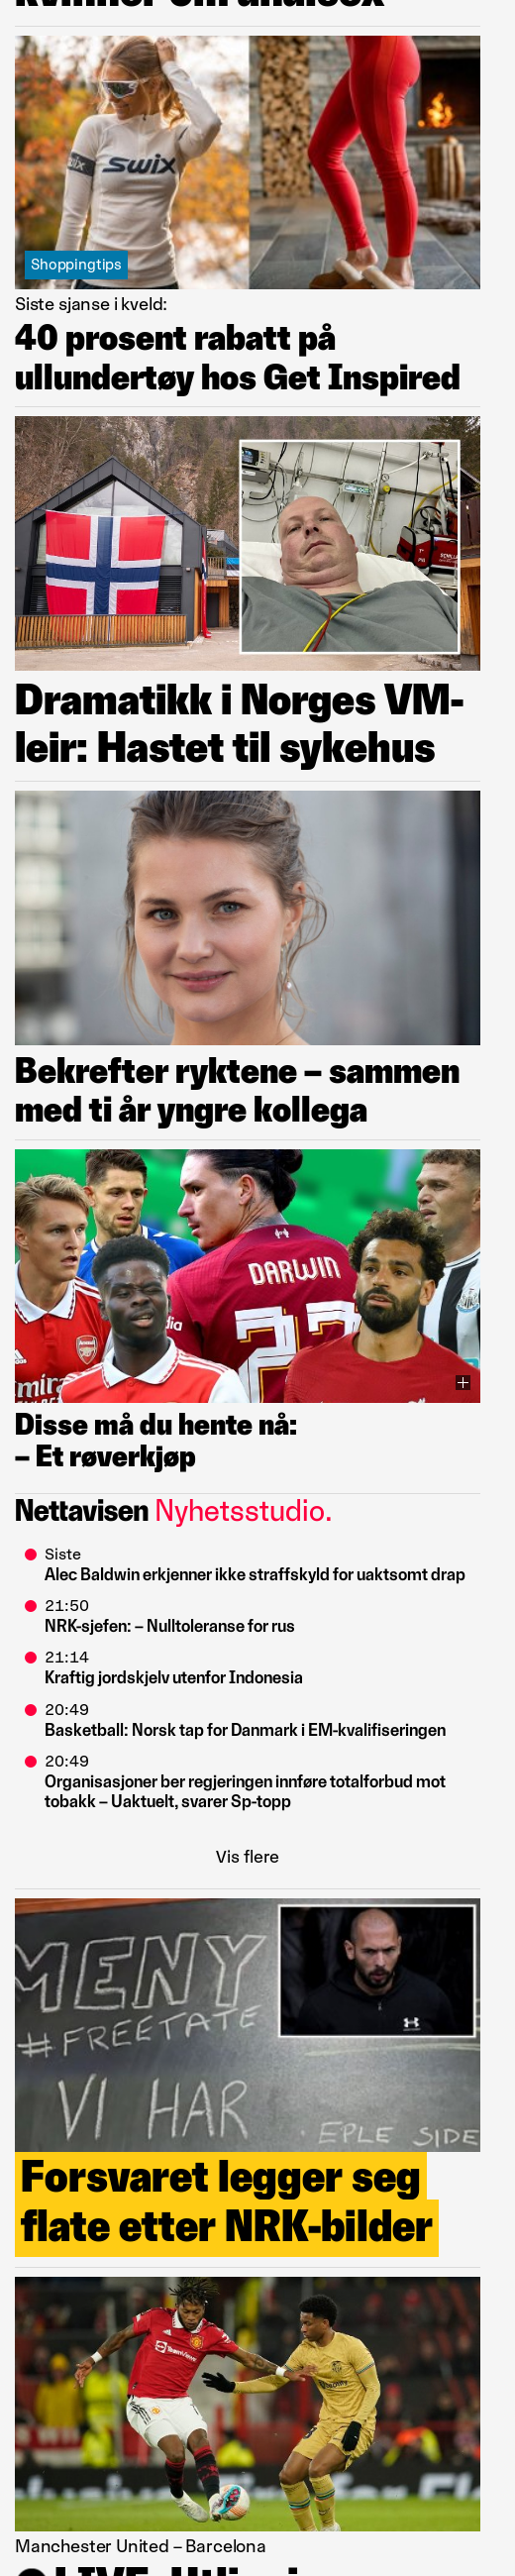 SWIX
Shoppingtips
Siste sjanse i kveld:
40 prosent rabatt på
ullundertøy hos Get Inspired
Dramatikk i Norges VM-
leir: Hastet til sykehus
Bekrefter ryktene – sammen
med ti år yngre kollega
DARWIN
Arsenal
Disse må du hente nå:
– Et røverkjøp
Nettavisen Nyhetsstudio.
Siste
Alec Baldwin erkjenner ikke straffskyld for uaktsomt drap
21:50
NRK-sjefen: – Nulltoleranse for rus
21:14
Kraftig jordskjelv utenfor Indonesia
20:49
Basketball: Norsk tap for Danmark i EM-kvalifiseringen
20:49
Organisasjoner ber regjeringen innføre totalforbud mot
tobakk – Uaktuelt, svarer Sp-topp
Vis flere
MENY
#FREETATE
VI HAR
EPLE SIDE
Forsvaret legger seg
flate etter NRK-bilder
TeamViewer
Manchester United – Barcelona